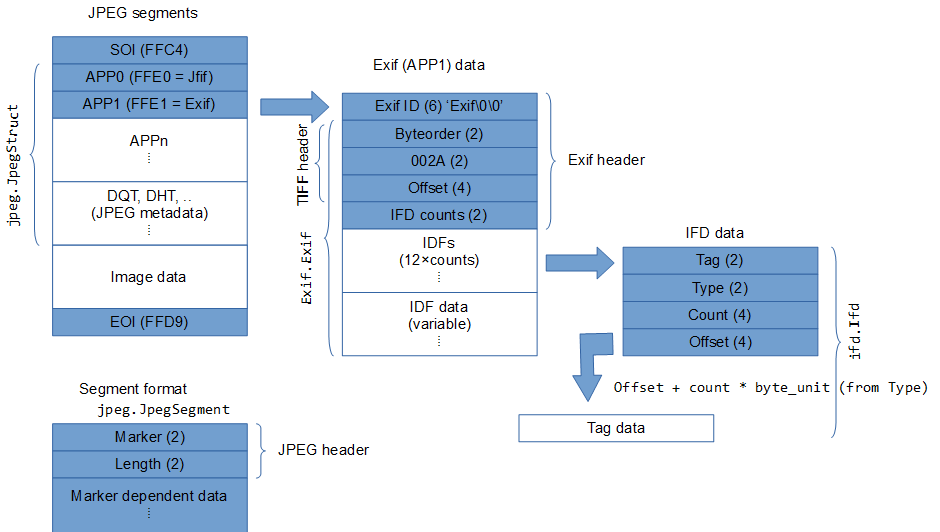 JPEG segments
SOI (FFC4)
APP0 (FFE0 = Jfif)
APP1 (FFE1 = Exif)
APPn
⋮
DQT, DHT, ..
(JPEG metadata)
⋮
Image data
EOI (FFD9)
jpeg.JpegStruct
Exif (APP1) data
Exif ID (6) ‘Exif\0\0’
Byteorder (2)
002A (2)
Offset (4)
IFD counts (2)
IDFs
(12×counts)
⋮
IDF data
(variable)
⋮
TIFF header
Exif.Exif
Exif header
IFD data
Tag (2)
Type (2)
Count (4)
Offset (4)
ifd.Ifd
Offset + count * byte_unit (from Type)
Tag data
Segment format
jpeg.JpegSegment
Marker (2)
Length (2)
Marker dependent data
⋮
JPEG header